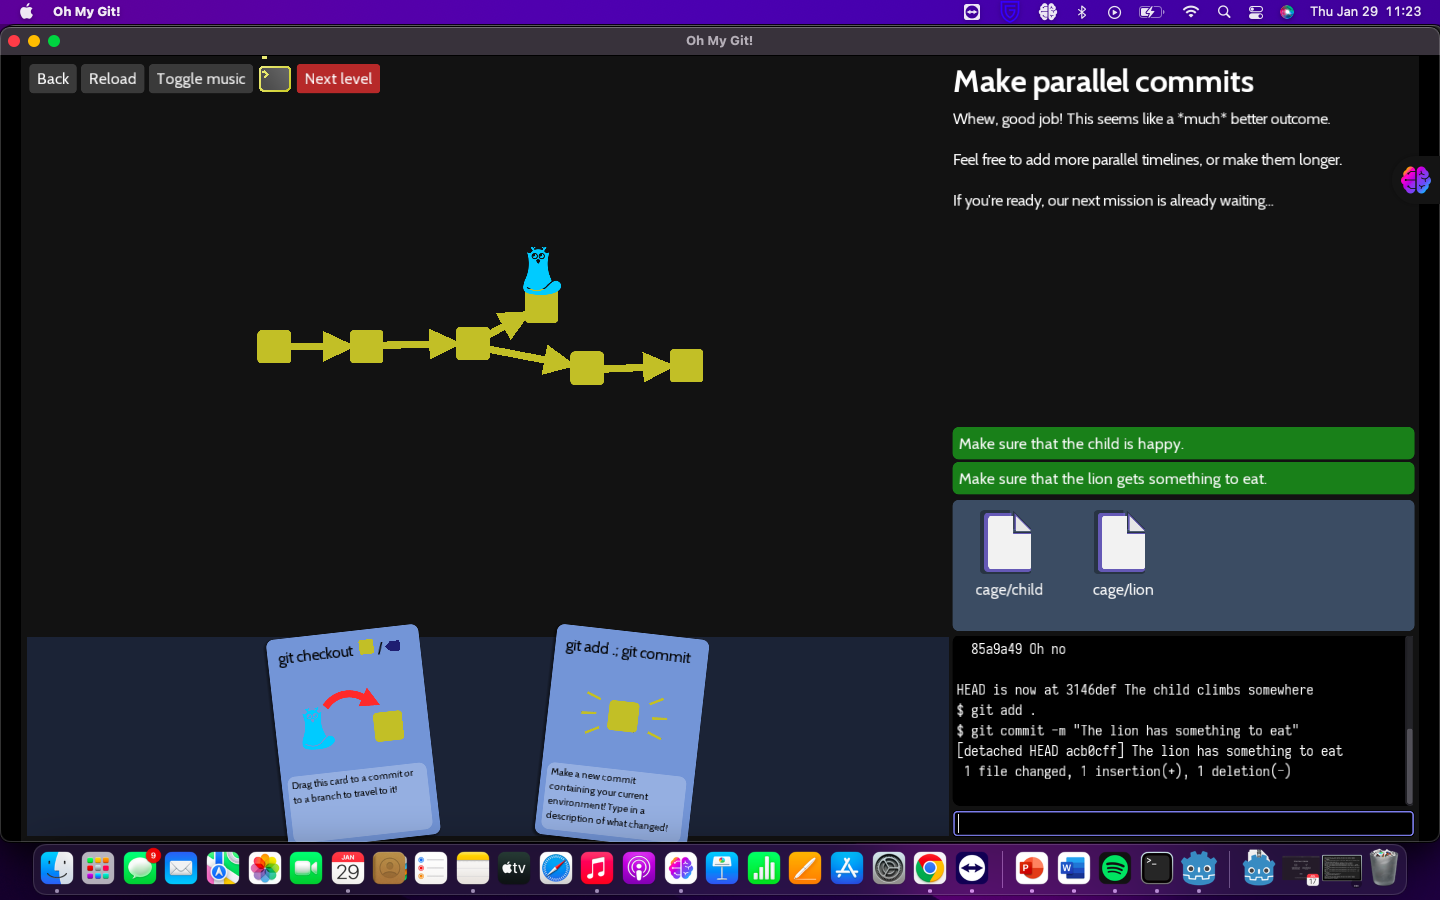 Oh My Git!
Thu Jan 29 11:23
Oh My Git!
Back
Reload
Toggle music
Next level
Make parallel commits
Whew, good job! This seems like a *much* better outcome.
Feel free to add more parallel timelines, or make them longer.
If you're ready, our next mission is already waiting...
Make sure that the child is happy.
Make sure that the lion gets something to eat.
cage/child
cage/lion
git checkout /
Drag this card to a commit or
to a branch to travel to it!
git add .; git commit
Make a new commit
containing your current
environment! Type in a
description of what changed!
85a9a49 Oh no
HEAD is now at 3146def The child climbs somewhere
$ git add .
$ git commit -m "The lion has something to eat"
[detached HEAD acb0cff] The lion has something to eat
1 file changed, 1 insertion(+), 1 deletion(-)
9
JAN
29
tv
17